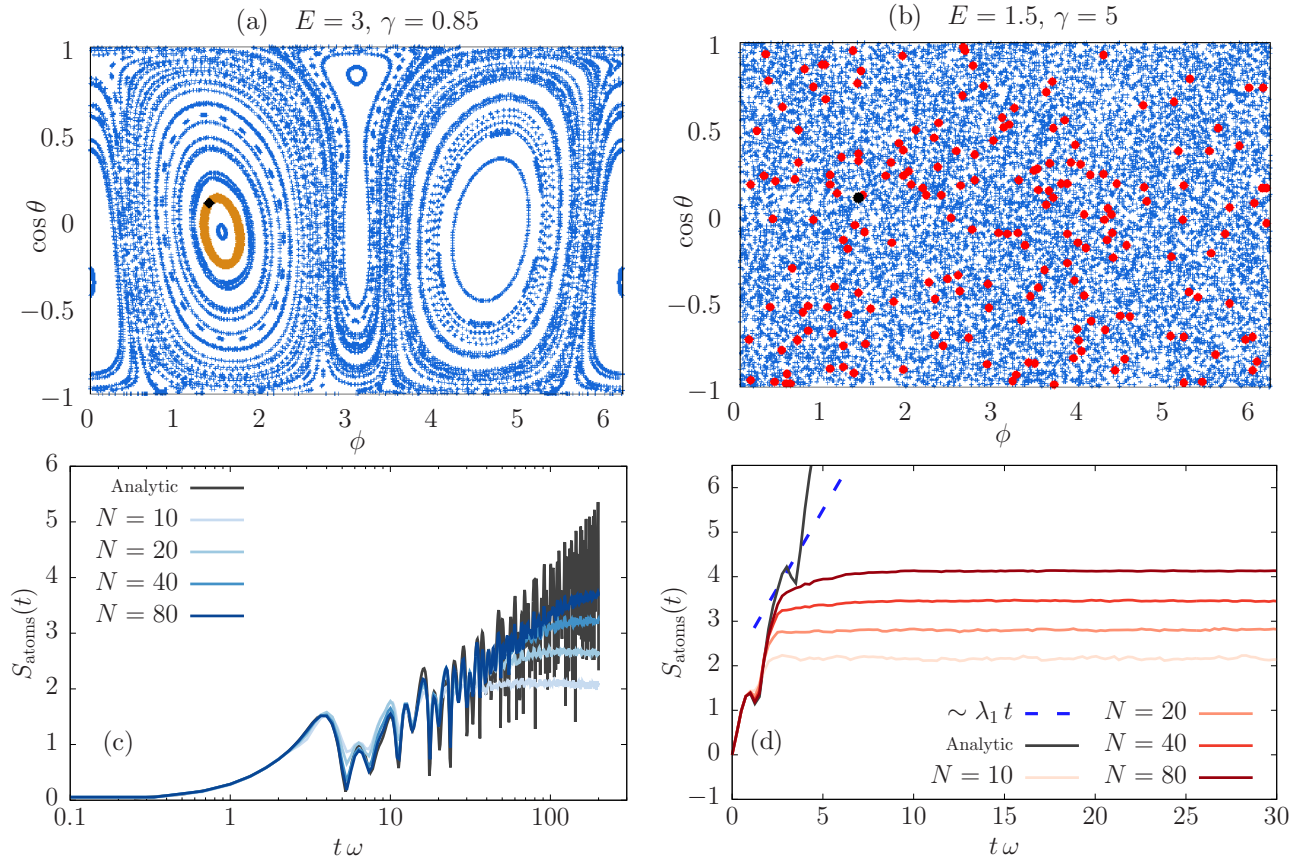 (a) E = 3, γ = 0.85
1
0.5
0
−0.5
−1
cos θ
0 1 2 3 4 5 6
ϕ
(b) E = 1.5, γ = 5
1
0.5
0
−0.5
−1
cos θ
0 1 2 3 4 5 6
ϕ
6
5
4
3
2
1
0
S_atoms(t)
Analytic
N = 10
N = 20
N = 40
N = 80
(c)
0.1 1 10 100
t ω
6
5
4
3
2
1
0
−1
S_atoms(t)
∼ λ₁ t
Analytic
N = 10
N = 20
N = 40
N = 80
(d)
0 5 10 15 20 25 30
t ω